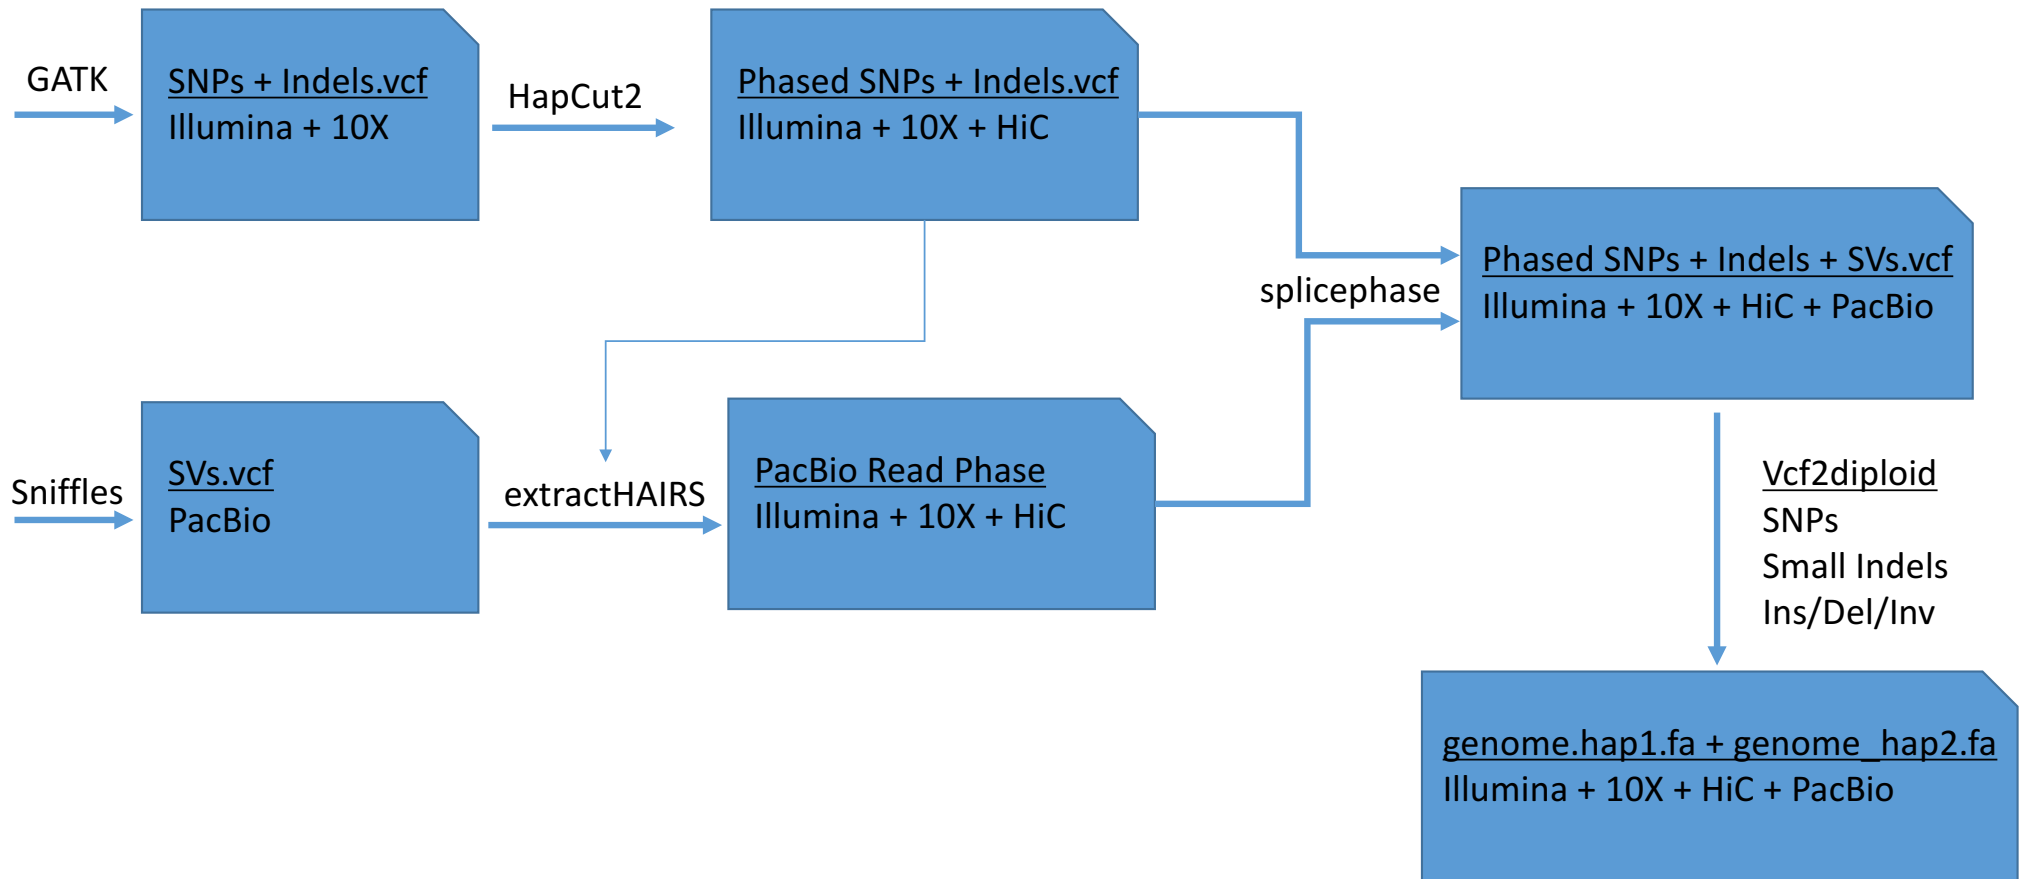 GATK
SNPs + Indels.vcf
Illumina + 10X
HapCut2
Phased SNPs + Indels.vcf
Illumina + 10X + HiC
splicephase
Phased SNPs + Indels + SVs.vcf
Illumina + 10X + HiC + PacBio
Sniffles
SVs.vcf
PacBio
extractHAIRS
PacBio Read Phase
Illumina + 10X + HiC
Vcf2diploid
SNPs
Small Indels
Ins/Del/Inv
genome.hap1.fa + genome_hap2.fa
Illumina + 10X + HiC + PacBio